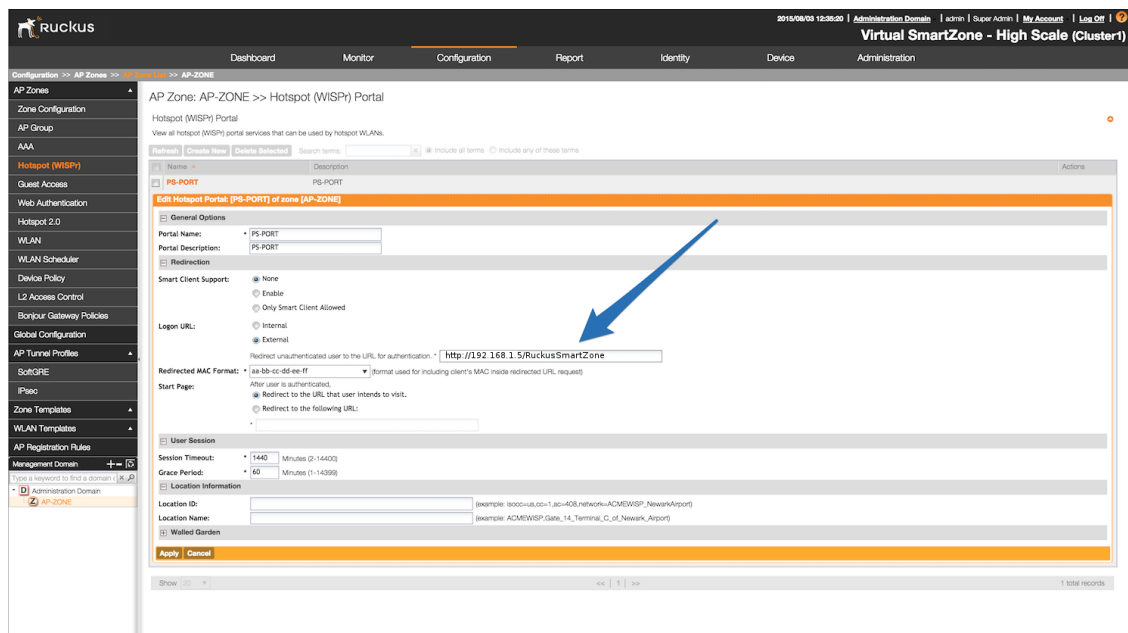 RUCKUS
2015/08/03 12:35:20 | Administration Domain | admin | Super Admin | My Account | Log Off | ?
Virtual SmartZone - High Scale (Cluster1)
Dashboard Monitor Configuration Report Identity Device Administration
Configuration >> AP Zones >> >> AP-ZONE
AP Zones
Zone Configuration
AP Group
AAA
Hotspot (WISPr)
Guest Access
Web Authentication
Hotspot 2.0
WLAN
WLAN Scheduler
Device Policy
L2 Access Control
Bonjour Gateway Policies
Global Configuration
AP Tunnel Profiles
SoftGRE
IPsec
Zone Templates
WLAN Templates
AP Registration Rules
Management Domain
Type a keyword to find a domain (
D Administration Domain
Z AP-ZONE
AP Zone: AP-ZONE >> Hotspot (WISPr) Portal
Hotspot (WISPr) Portal
View all hotspot (WISPr) portal services that can be used by hotspot WLANs.
Refresh Create New Delete Selected Search terms: x Include all terms Include any of these terms
Name Description Actions
PS-PORT PS-PORT
Edit Hotspot Portal: [PS-PORT] of zone [AP-ZONE]
General Options
Portal Name: * PS-PORT
Portal Description: PS-PORT
Redirection
Smart Client Support: None
Enable
Only Smart Client Allowed
Logon URL: Internal
External
Redirect unauthenticated user to the URL for authentication. * http://192.168.1.5/RuckusSmartZone
Redirected MAC Format: * aa-bb-cc-dd-ee-ff (format used for including client's MAC inside redirected URL request)
Start Page: After user is authenticated,
Redirect to the URL that user intends to visit.
Redirect to the following URL:
*
User Session
Session Timeout: * 1440 Minutes (2-14400)
Grace Period: * 60 Minutes (1-14399)
Location Information
Location ID: (example: isocc=us,cc=1,ac=408,network=ACMEWISP_NewarkAirport)
Location Name: (example: ACMEWISP,Gate_14_Terminal_C_of_Newark_Airport)
Walled Garden
Apply Cancel
Show 20 << | 1 | >> 1 total records